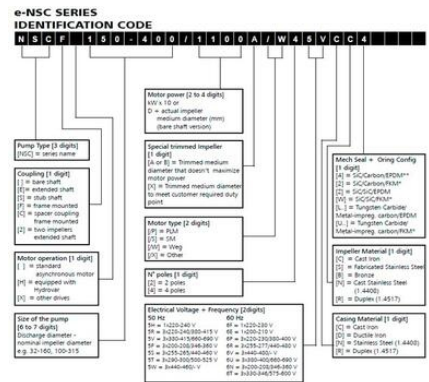 e-NSC SERIES
IDENTIFICATION CODE
N S C F 1 5 0 - 4 0 0 / 1 1 0 0 A / W 4 5 V C C 4
Motor power [2 to 4 digits]
kW x 10 or
D = actual impeller
medium diameter (mm)
(bare shaft version)
Pump Type [3 digits]
[NSC] = series name
Coupling [1 digit]
[ ] = bare shaft
[E]= extended shaft
[S] = stub shaft
[F] = frame mounted
[C] = spacer coupling
frame mounted
[2] = two impellers
extended shaft
Motor operation [1 digit]
[ ] = standard
asynchronous motor
[H] = equipped with
Hydrovar
[X] = other drives
Size of the pump
[6 to 7 digits]
Discharge diameter -
nominal impeller diameter
e.g. 32-160, 100-315
Special trimmed impeller
[1 digit]
[A or B] = Trimmed medium
diameter that doesn't maximize
motor power
[X] = Trimmed medium diameter
to meet customer required duty
point
Motor type [2 digits]
[/P] = PLM
[/S] = SM
[/W] = Weg
[/X] = Other
N° poles [1 digit]
[2] = 2 poles
[4] = 4 poles
Electrical Voltage + Frequency [2digits]
50 Hz 60 Hz
Mech Seal + Oring Config
[1 digit]
[4] = SiC/Carbon/EPDM**
[2] = SiC/Carbon/FKM*
[Z] = SiC/SiC/EPDM
[W] = SiC/SiC/FKM*
[L..] = Tungsten Carbide/
Metal-impreg. carbon/EPDM
[U..] = Tungsten Carbide/
Metal-impreg. carbon/FKM*
Impeller Material [1 digit]
[C] = Cast Iron
[S] = Fabricated Stainless Steel
[B] = Bronze
[N] = Cast Stainless Steel
(1.4408)
[R] = Duplex (1.4517)
Casing Material [1 digit]
[C] = Cast Iron
[D] = Ductile Iron
[N] = Stainless Steel (1.4408)
[R] = Duplex (1.4517)